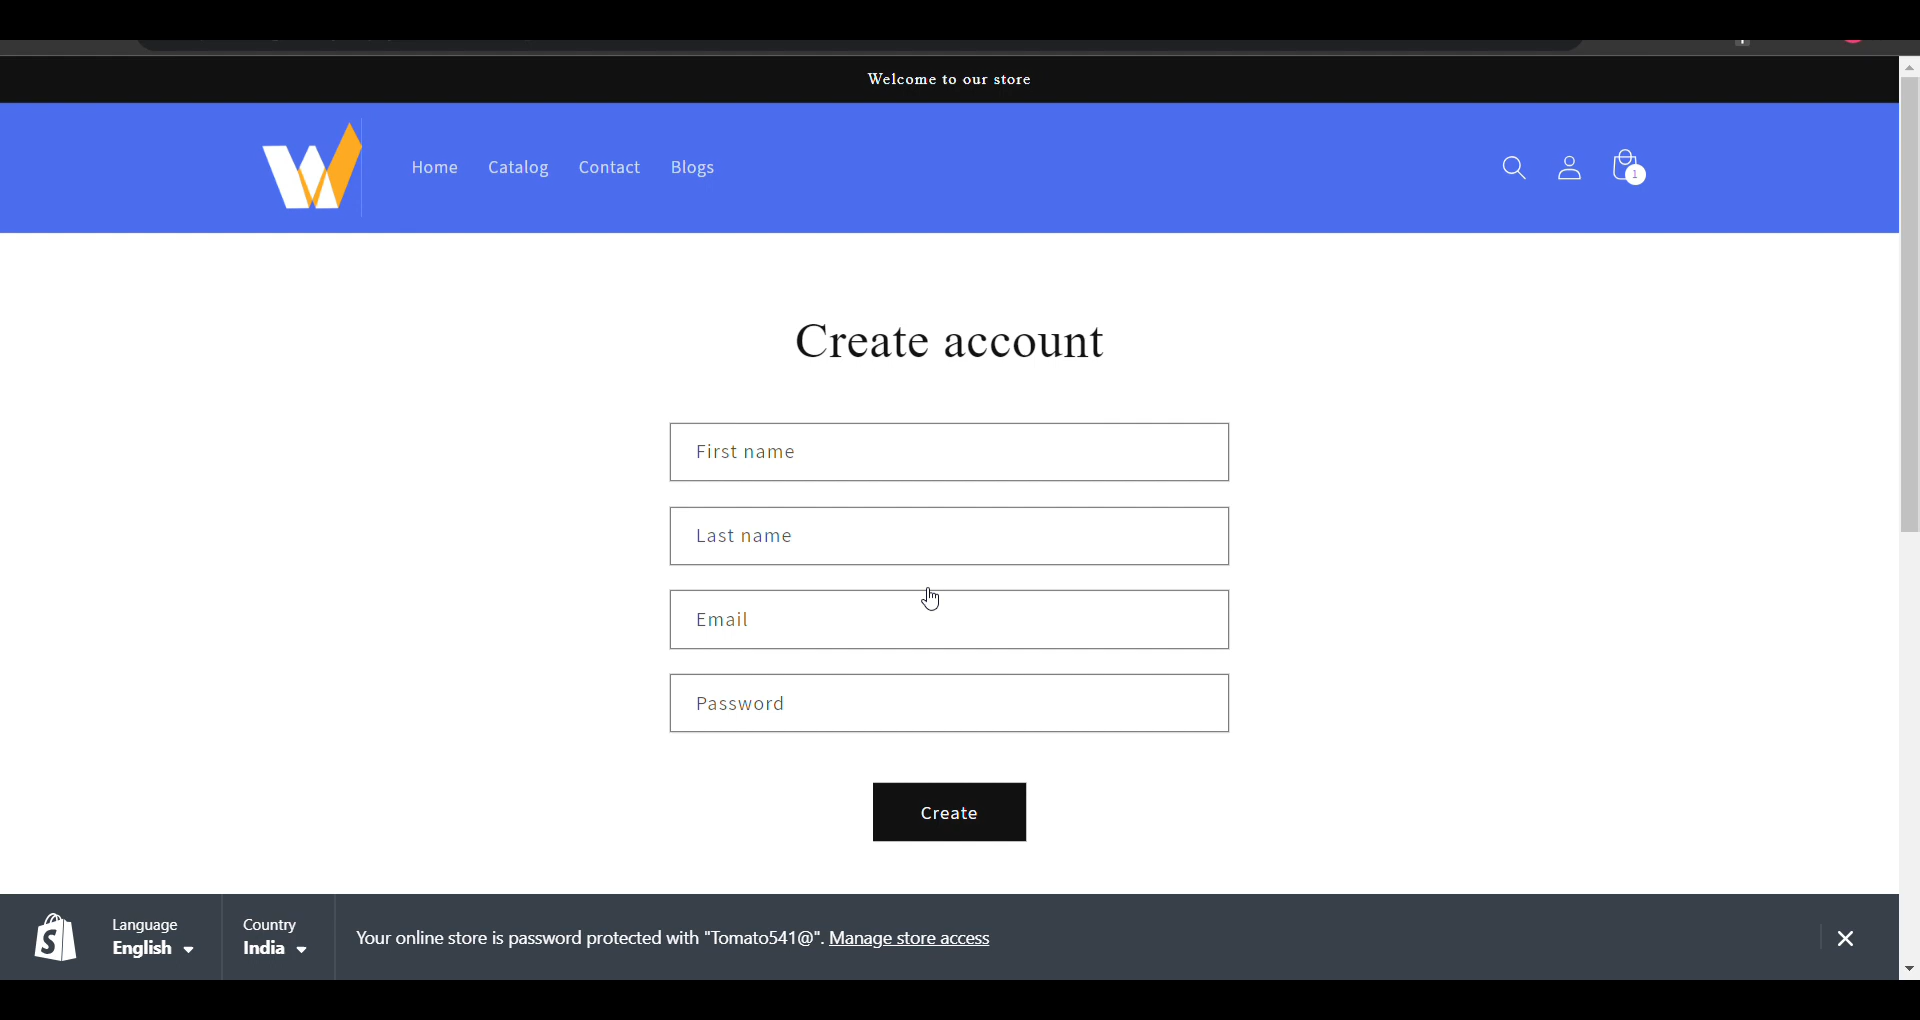 Welcome to our store
Home Catalog Contact Blogs
1
Create account
First name
Last name
Email
Password
Create
Language
English
Country
India
Your online store is password protected with "Tomato541@". Manage store access